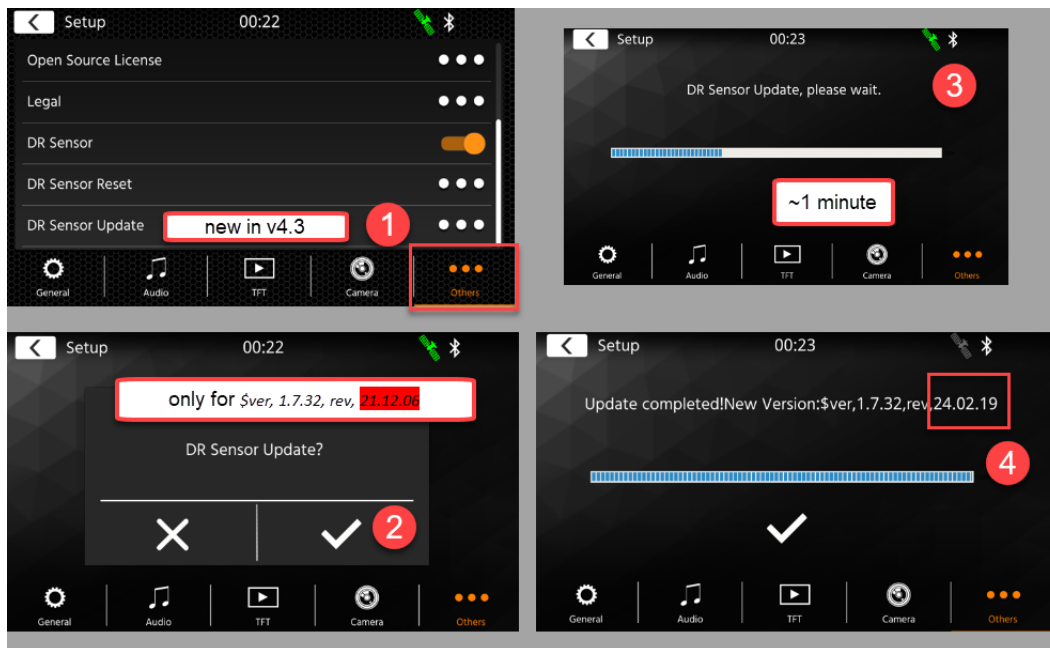 Setup 00:22
Open Source License
Legal
DR Sensor
DR Sensor Reset
DR Sensor Update new in v4.3 1
General Audio TFT Camera Others
Setup 00:22
only for $ver, 1.7.32, rev, 21.12.06
DR Sensor Update?
2
General Audio TFT Camera Others
Setup 00:23
3
DR Sensor Update, please wait.
~1 minute
General Audio TFT Camera Others
Setup 00:23
Update completed!New Version:$ver,1.7.32,rev,24.02.19
4
General Audio TFT Camera Others